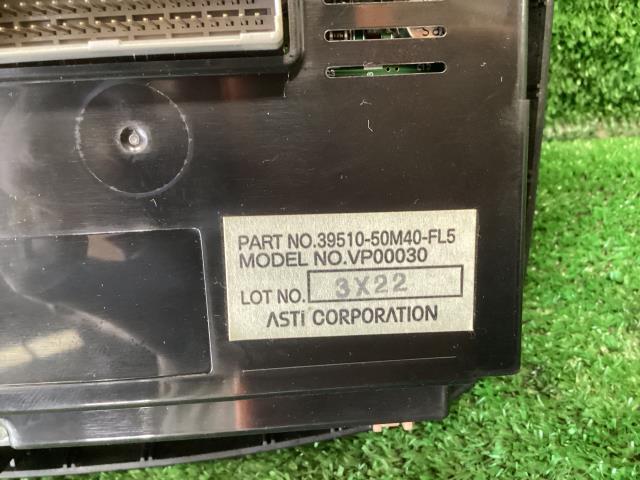 PART NO.39510-50M40-FL5
MODEL NO.VP00030
LOT NO. 3X22
ASTi CORPORATION